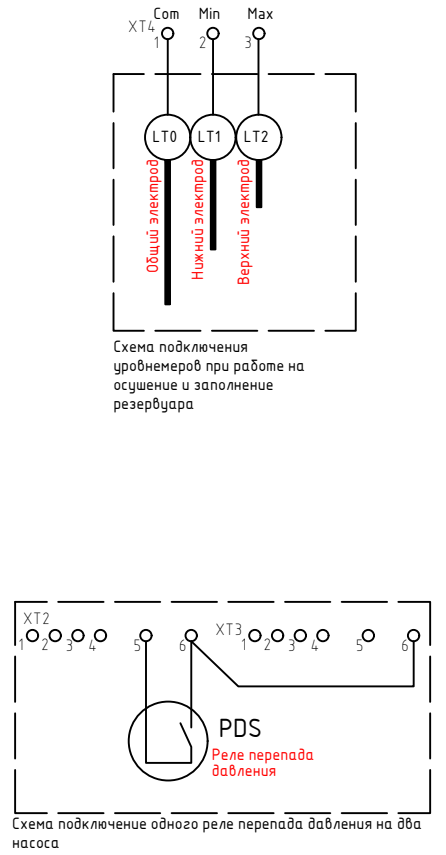 Com Min Max
XT4
1 2 3
LT0 LT1 LT2
Общий электрод
Нижний электрод
Верхний электрод
Схема подключения
уровнемеров при работе на
осушение и заполнение
резервуара
XT2
1 2 3 4 5 6
XT3
1 2 3 4 5 6
PDS
Реле перепада
давления
Схема подключение одного реле перепада давления на два
насоса